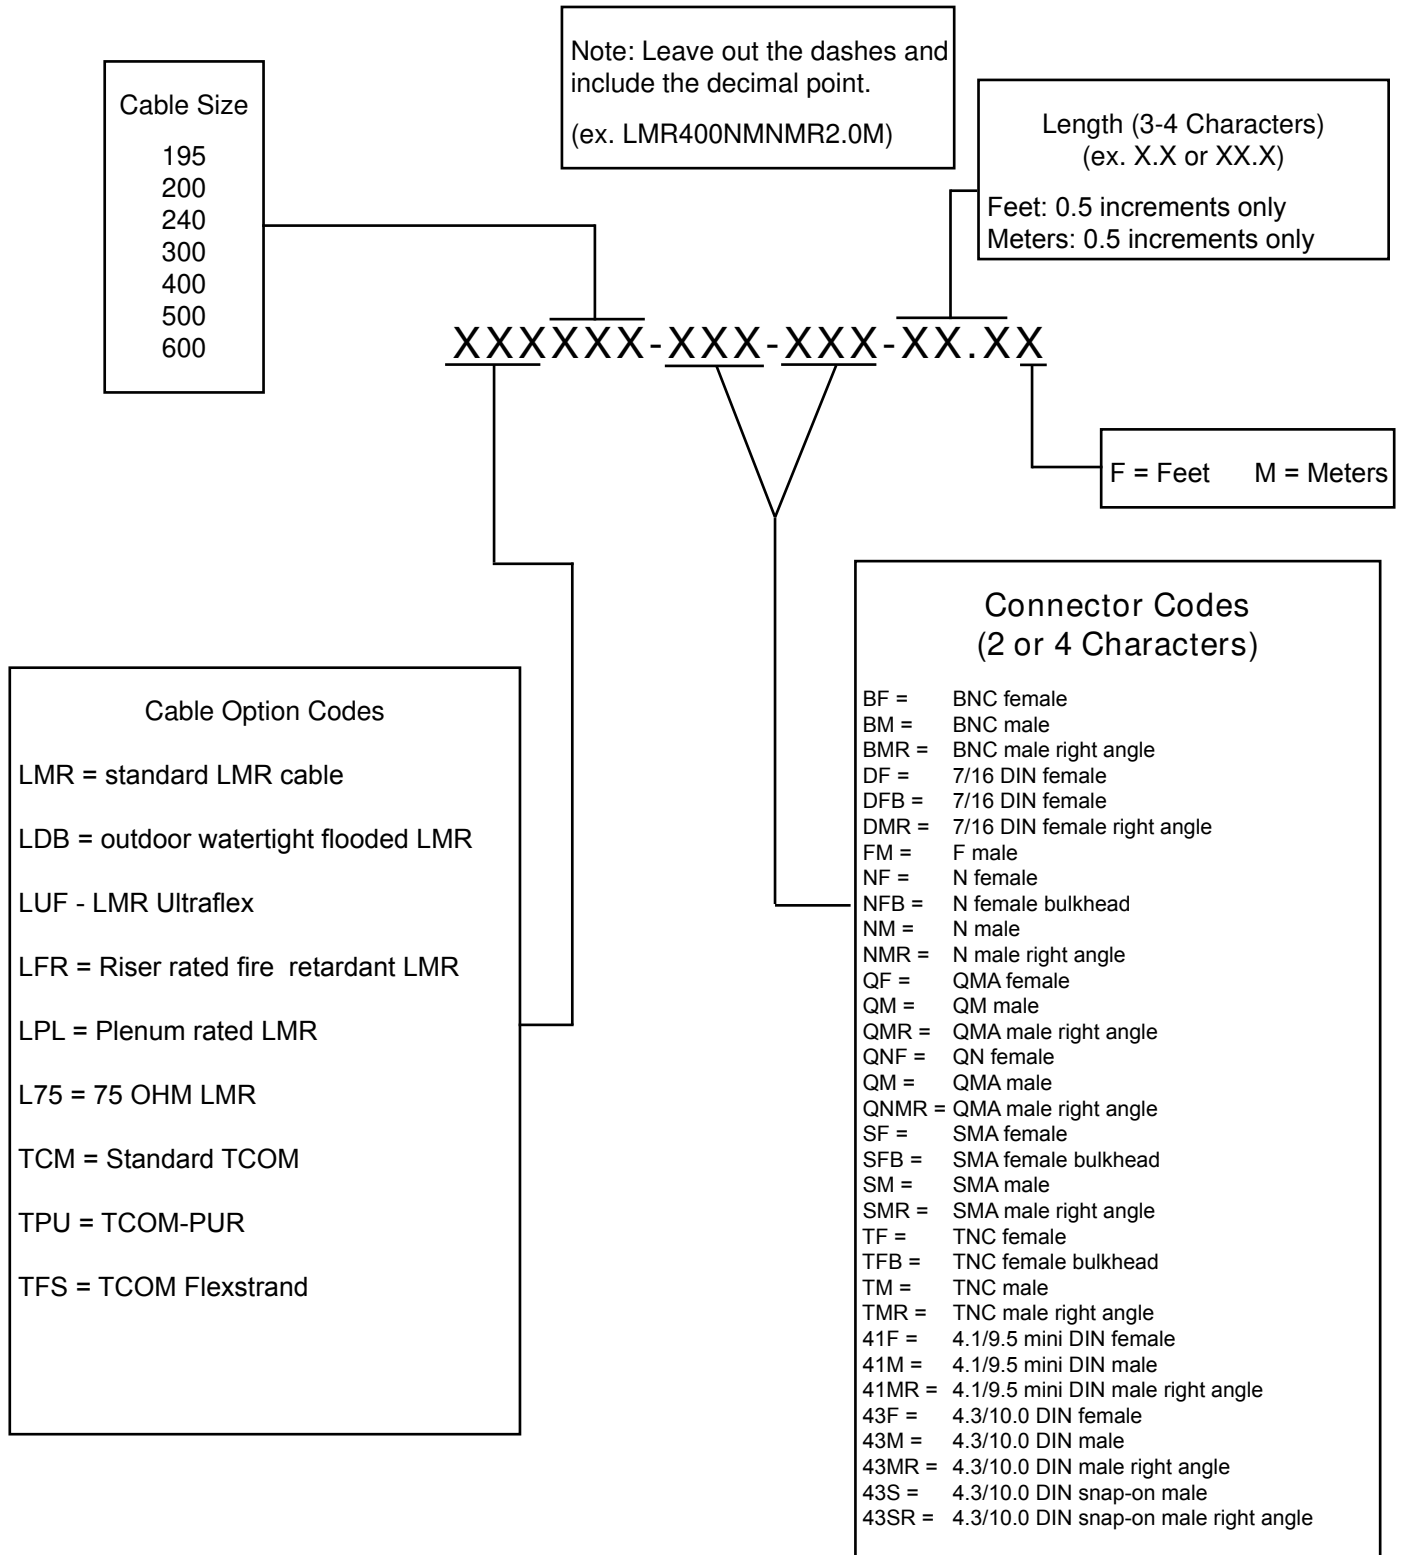 Note: Leave out the dashes and
include the decimal point.
(ex. LMR400NMNMR2.0M)
Cable Size
195
200
240
300
400
500
600
Length (3-4 Characters)
(ex. X.X or XX.X)
Feet: 0.5 increments only
Meters: 0.5 increments only
XXXXXX-XXX-XXX-XX.XX
F = Feet M = Meters
Cable Option Codes
LMR = standard LMR cable
LDB = outdoor watertight flooded LMR
LUF - LMR Ultraflex
LFR = Riser rated fire retardant LMR
LPL = Plenum rated LMR
L75 = 75 OHM LMR
TCM = Standard TCOM
TPU = TCOM-PUR
TFS = TCOM Flexstrand
Connector Codes
(2 or 4 Characters)
BF = BNC female
BM = BNC male
BMR = BNC male right angle
DF = 7/16 DIN female
DFB = 7/16 DIN female
DMR = 7/16 DIN female right angle
FM = F male
NF = N female
NFB = N female bulkhead
NM = N male
NMR = N male right angle
QF = QMA female
QM = QM male
QMR = QMA male right angle
QNF = QN female
QM = QMA male
QNMR = QMA male right angle
SF = SMA female
SFB = SMA female bulkhead
SM = SMA male
SMR = SMA male right angle
TF = TNC female
TFB = TNC female bulkhead
TM = TNC male
TMR = TNC male right angle
41F = 4.1/9.5 mini DIN female
41M = 4.1/9.5 mini DIN male
41MR = 4.1/9.5 mini DIN male right angle
43F = 4.3/10.0 DIN female
43M = 4.3/10.0 DIN male
43MR = 4.3/10.0 DIN male right angle
43S = 4.3/10.0 DIN snap-on male
43SR = 4.3/10.0 DIN snap-on male right angle